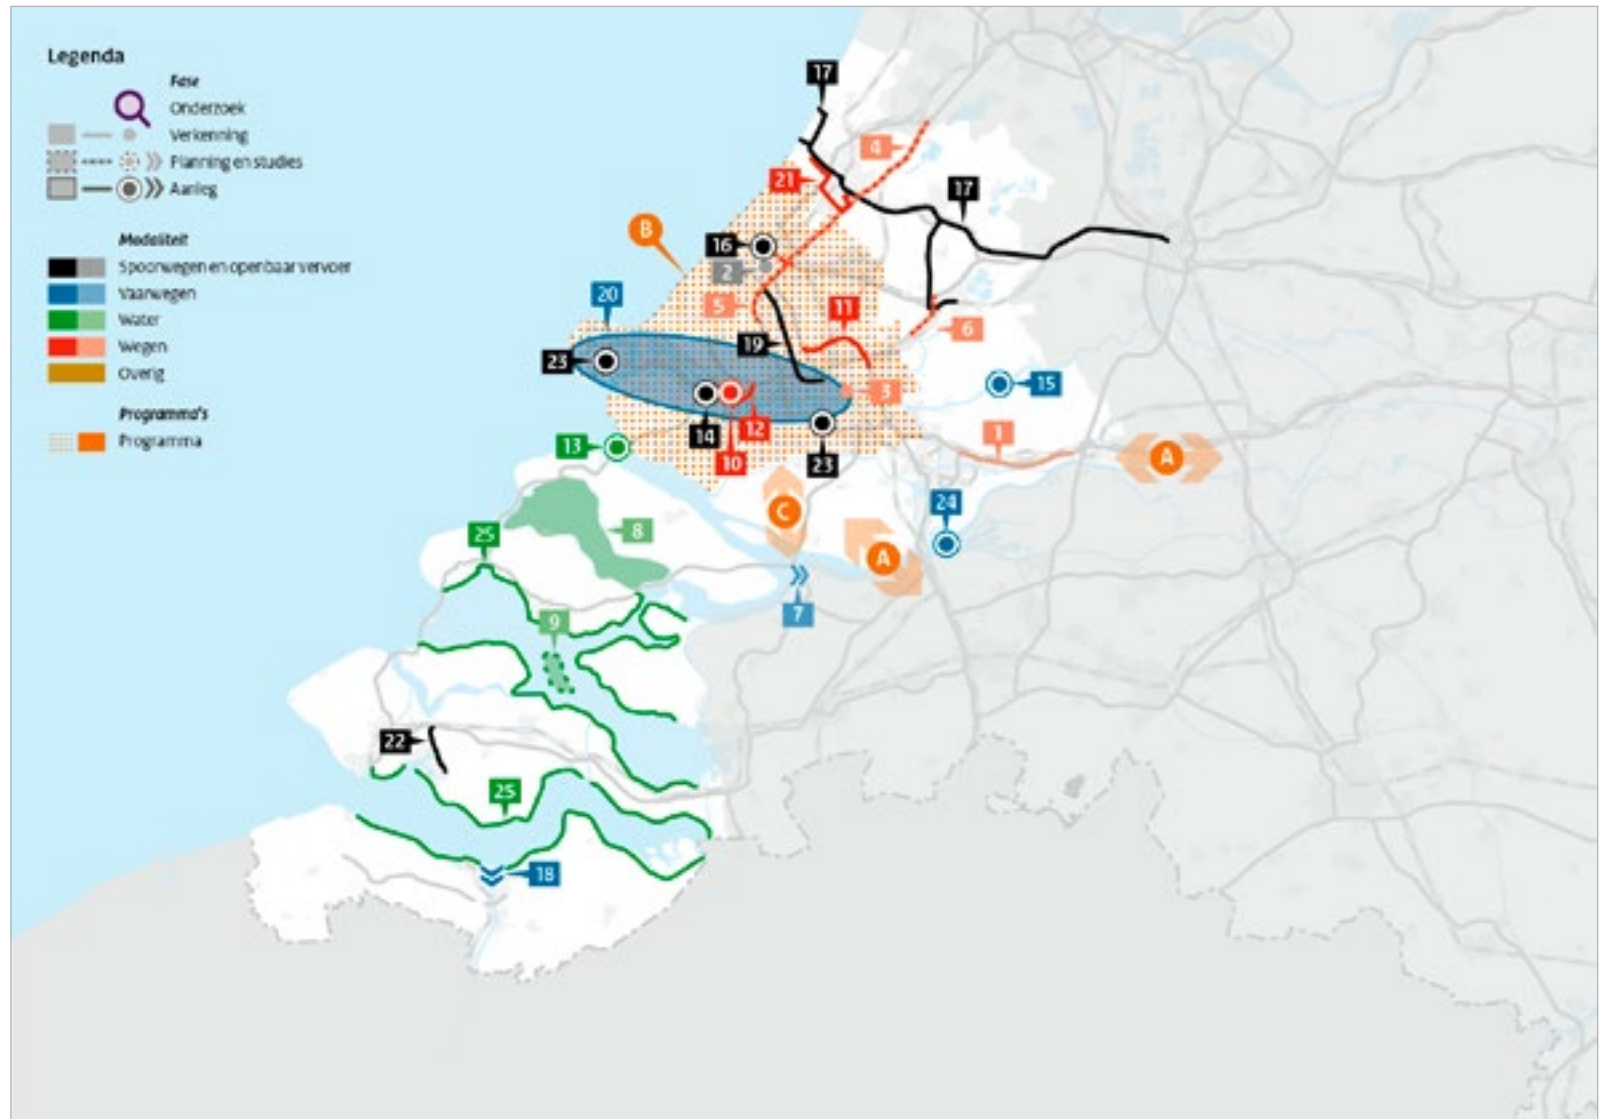 Legenda
Fase
Onderzoek
Verkenning
Planning en studies
Aanleg
Modaliteit
Spoorwegen en openbaar vervoer
Vaarwegen
Water
Wegen
Overig
Programma's
Programma
17
4
21
17
B
16
2
20
5
11
6
19
23
15
3
14
12
1
13
10
23
A
24
C
25
8
A
7
9
22
25
18